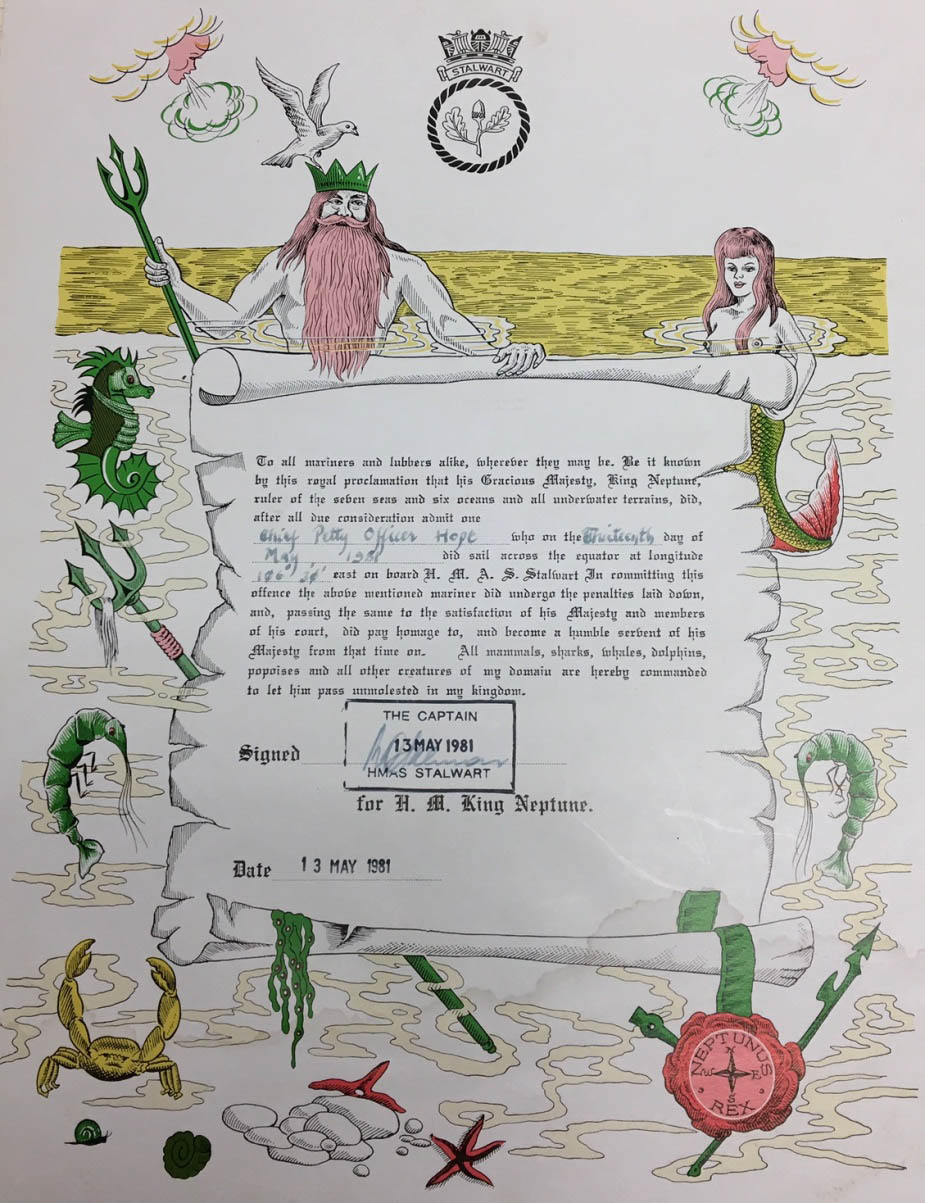 STALWART
To all mariners and lubbers alike, wherever they may be. Be it known
by this royal proclamation that his Gracious Majesty, King Neptune,
ruler of the seven seas and six oceans and all underwater terrains, did,
after all due consideration admit one
Chief Petty Officer Hope who on the Thirteenth day of
May 1981 did sail across the equator at longitude
106° 20' east on board H. M. A. S. Stalwart In committing this
offence the above mentioned mariner did undergo the penalties laid down,
and, passing the same to the satisfaction of his Majesty and members
of his court, did pay homage to, and become a humble servent of his
Majesty from that time on. All mammals, sharks, whales, dolphins,
popoises and all other creatures of my domain are hereby commanded
to let him pass unmolested in my kingdom.
THE CAPTAIN
13 MAY 1981
Signed
HMAS STALWART
for H. M. King Neptune.
Date 13 MAY 1981
NEPTUNUS
N
W E
S
REX